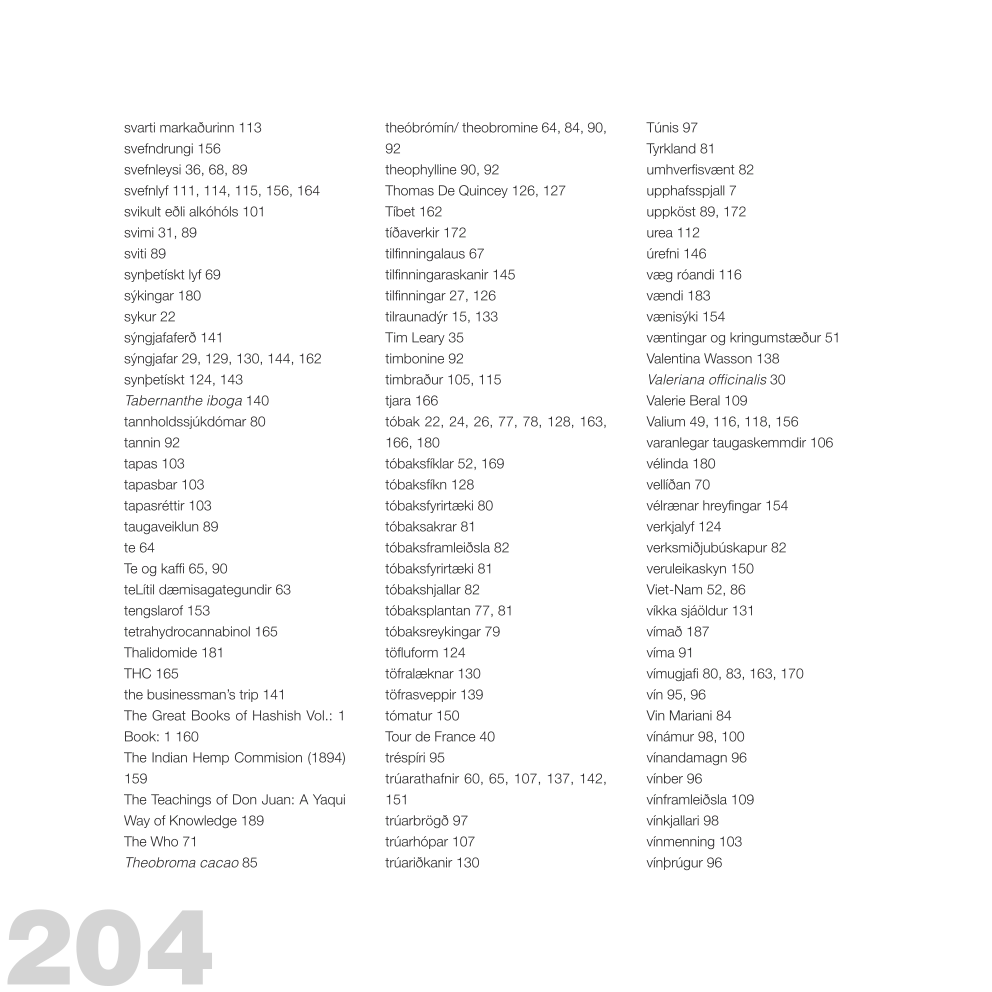 svarti markaðurinn 113
svefndrungi 156
svefnleysi 36, 68, 89
svefnlyf 111, 114, 115, 156, 164
svikult eðli alkóhóls 101
svimi 31, 89
sviti 89
synþetískt lyf 69
sýkingar 180
sykur 22
sýngjafaferð 141
sýngjafar 29, 129, 130, 144, 162
synþetískt 124, 143
Tabernanthe iboga 140
tannholdssjúkdómar 80
tannin 92
tapas 103
tapasbar 103
tapasréttir 103
taugaveiklun 89
te 64
Te og kaffi 65, 90
teLítil dæmisagategundir 63
tengslarof 153
tetrahydrocannabinol 165
Thalidomide 181
THC 165
the businessman's trip 141
The Great Books of Hashish Vol.: 1
Book: 1 160
The Indian Hemp Commision (1894)
159
The Teachings of Don Juan: A Yaqui
Way of Knowledge 189
The Who 71
Theobroma cacao 85
theóbrómín/ theobromine 64, 84, 90,
92
theophylline 90, 92
Thomas De Quincey 126, 127
Tíbet 162
tíðaverkir 172
tilfinningalaus 67
tilfinningaraskanir 145
tilfinningar 27, 126
tilraunadýr 15, 133
Tim Leary 35
timbonine 92
timbraður 105, 115
tjara 166
tóbak 22, 24, 26, 77, 78, 128, 163,
166, 180
tóbaksfíklar 52, 169
tóbaksfíkn 128
tóbaksfyrirtæki 80
tóbaksakrar 81
tóbaksframleiðsla 82
tóbaksfyrirtæki 81
tóbakshjallar 82
tóbaksplantan 77, 81
tóbaksreykingar 79
töfluform 124
töfralæknar 130
töfrasveppir 139
tómatur 150
Tour de France 40
tréspíri 95
trúarathafnir 60, 65, 107, 137, 142,
151
trúarbrögð 97
trúarhópar 107
trúariðkanir 130
Túnis 97
Tyrkland 81
umhverfisvænt 82
upphafsspjall 7
uppköst 89, 172
urea 112
úrefni 146
væg róandi 116
vændi 183
vænisýki 154
væntingar og kringumstæður 51
Valentina Wasson 138
Valeriana officinalis 30
Valerie Beral 109
Valium 49, 116, 118, 156
varanlegar taugaskemmdir 106
vélinda 180
vellíðan 70
vélrænar hreyfingar 154
verkjalyf 124
verksmiðjubúskapur 82
veruleikaskyn 150
Viet-Nam 52, 86
víkka sjáöldur 131
vímað 187
víma 91
vímugjafi 80, 83, 163, 170
vín 95, 96
Vin Mariani 84
vínámur 98, 100
vínandamagn 96
vínber 96
vínframleiðsla 109
vínkjallari 98
vínmenning 103
vínþrúgur 96
204